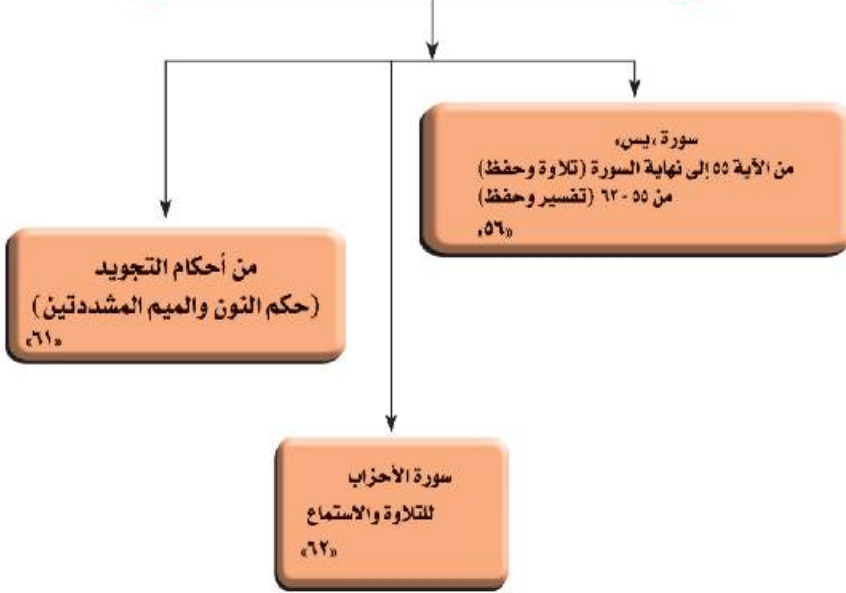 سورة «يس»
من الآية ٥٥ إلى نهاية السورة (تلاوة وحفظ)
من ٥٥ - ٦٢ (تفسير وحفظ)
«٥٦»
من أحكام التجويد
(حكم النون والميم المشددتين)
«٦١»
سورة الأحزاب
للتلاوة والاستماع
«٦٢»